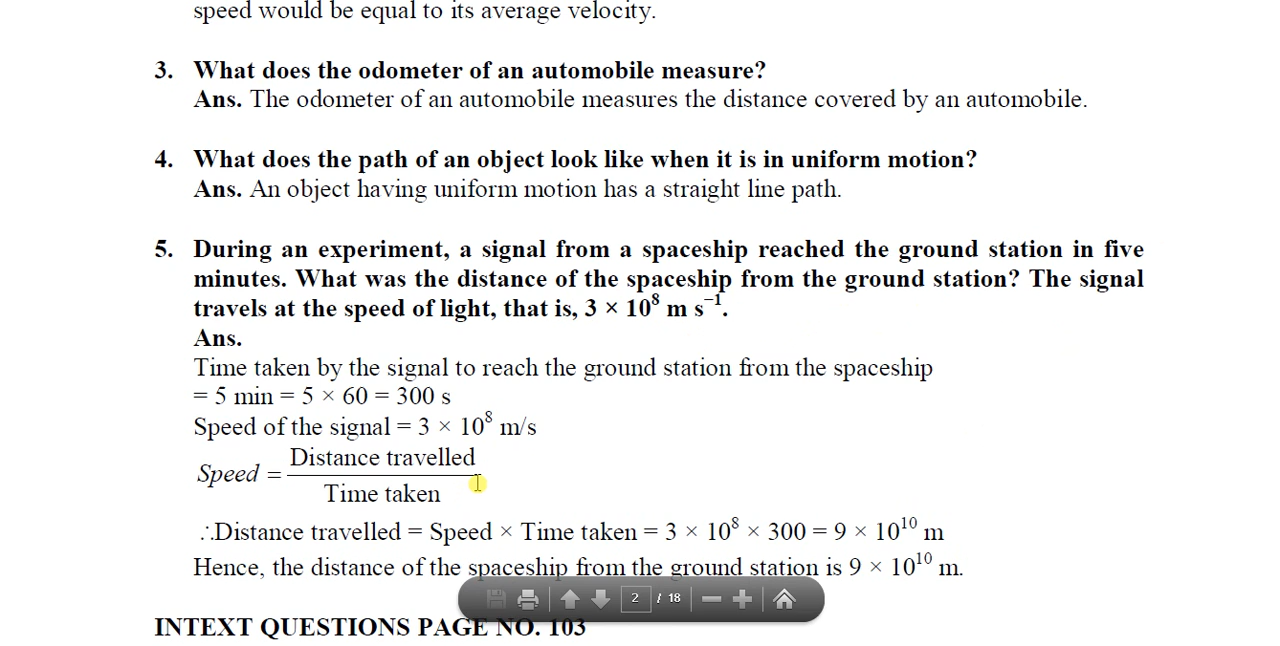 speed would be equal to its average velocity.
3. What does the odometer of an automobile measure?
Ans. The odometer of an automobile measures the distance covered by an automobile.
4. What does the path of an object look like when it is in uniform motion?
Ans. An object having uniform motion has a straight line path.
5. During an experiment, a signal from a spaceship reached the ground station in five
minutes. What was the distance of the spaceship from the ground station? The signal
travels at the speed of light, that is, 3 × 10⁸ m s⁻¹.
Ans.
Time taken by the signal to reach the ground station from the spaceship
= 5 min = 5 × 60 = 300 s
Speed of the signal = 3 × 10⁸ m/s
Speed = Distance travelled
Time taken
∴Distance travelled = Speed × Time taken = 3 × 10⁸ × 300 = 9 × 10¹⁰ m
Hence, the distance of the spaceship from the ground station is 9 × 10¹⁰ m.
2 / 18
INTEXT QUESTIONS PAGE NO. 103